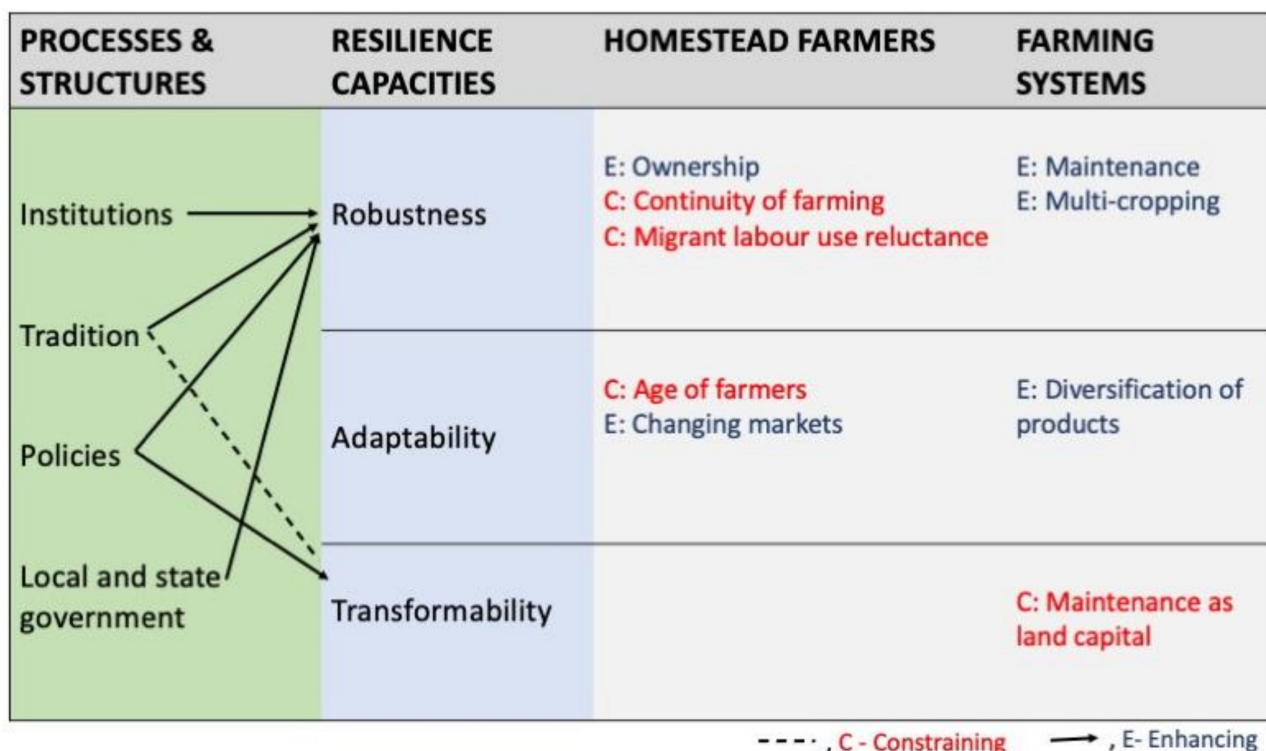 PROCESSES &
STRUCTURES
RESILIENCE
CAPACITIES
HOMESTEAD FARMERS
FARMING
SYSTEMS
Institutions
Tradition
Policies
Local and state
government
Robustness
E: Ownership
C: Continuity of farming
C: Migrant labour use reluctance
E: Maintenance
E: Multi-cropping
Adaptability
C: Age of farmers
E: Changing markets
E: Diversification of
products
Transformability
C: Maintenance as
land capital
, C - Constraining , E- Enhancing